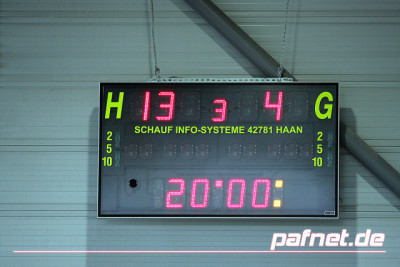 H 13 3 4 G
SCHAUF INFO-SYSTEME 42781 HAAN
2 2
5 5
10 10
20:00
pafnet.de